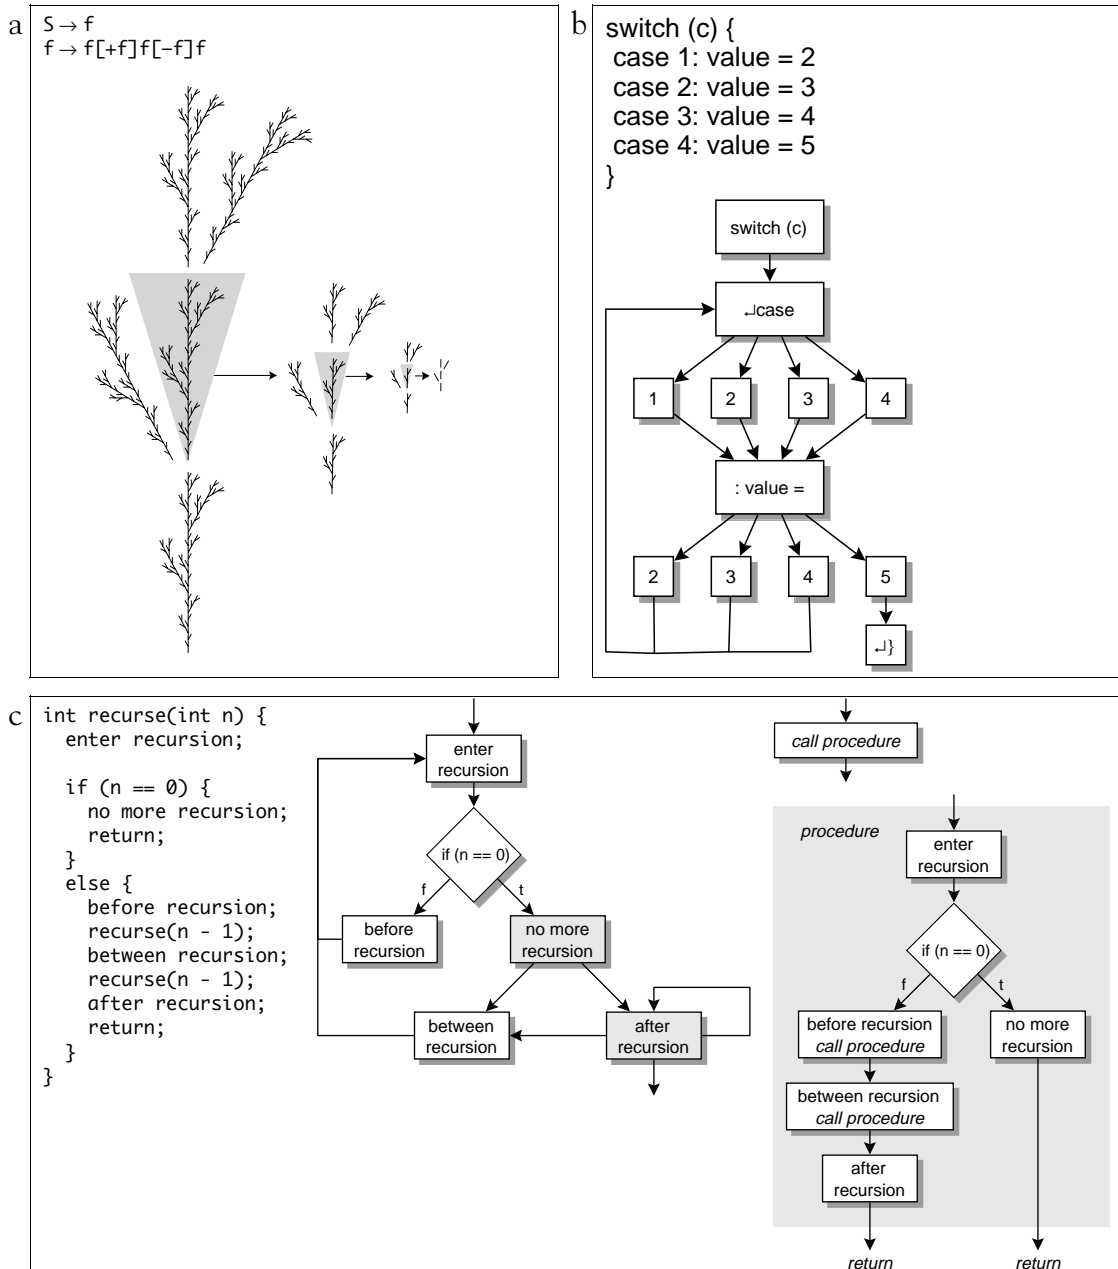 a
S → f
f → f[+f]f[−f]f
b
switch (c) {
case 1: value = 2
case 2: value = 3
case 3: value = 4
case 4: value = 5
}
switch (c)
↵case
1
2
3
4
: value =
2
3
4
5
↵}
c
int recurse(int n) {
enter recursion;
if (n == 0) {
no more recursion;
return;
}
else {
before recursion;
recurse(n - 1);
between recursion;
recurse(n - 1);
after recursion;
return;
}
}
enter
recursion
if (n == 0)
f
t
before
recursion
no more
recursion
between
recursion
after
recursion
call procedure
procedure
enter
recursion
if (n == 0)
f
t
before recursion
call procedure
no more
recursion
between recursion
call procedure
after
recursion
return
return